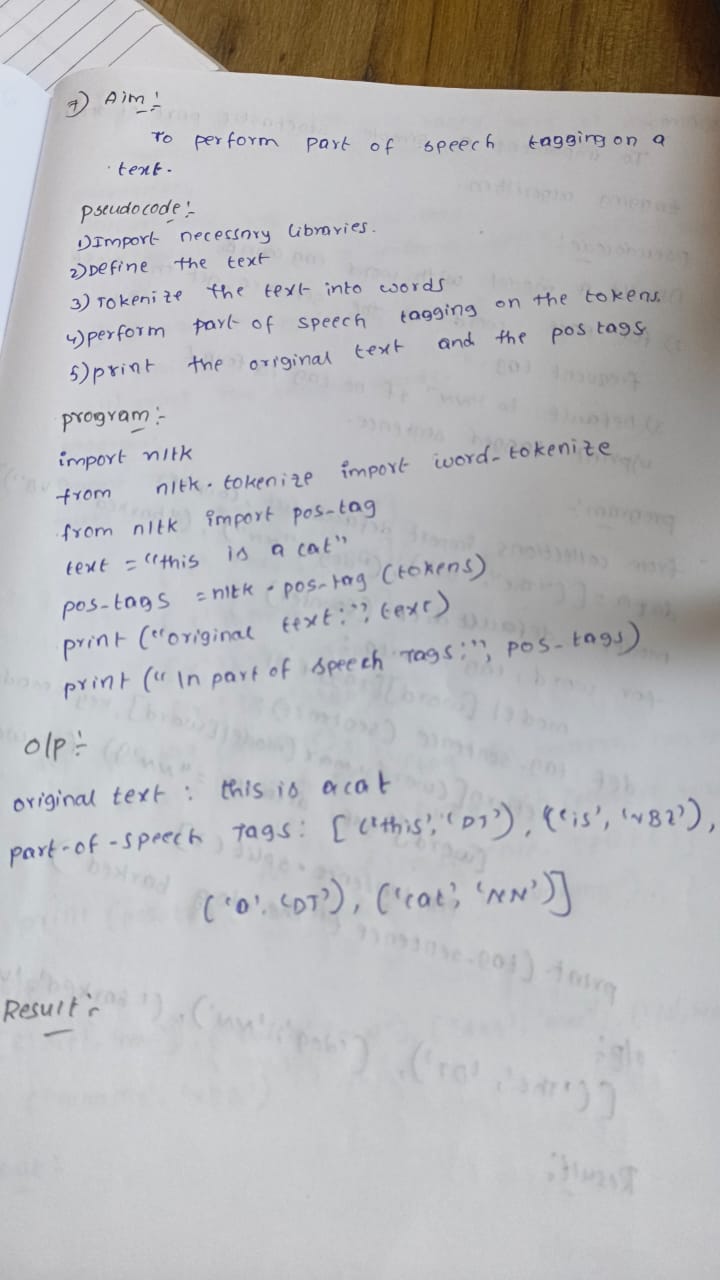 7) Aim :-
To perform part of speech tagging on a
text.
pseudocode :-
1) Import necessary libraries.
2) Define the text
3) Tokenize the text into words
4) perform part of speech tagging on the tokens.
5) print the original text and the pos tags
program :-
import nltk
from nltk. tokenize import word-tokenize
from nltk import pos-tag
text = "this is a cat"
pos-tags = nltk . pos-tag (tokens)
print ("original text:", text)
print (" In part of speech Tags:", pos-tags)
o/p :-
original text : this is a cat
part-of-speech Tags: [('this', 'DT'), ('is', 'VBZ'),
('a', 'DT'), ('cat', 'NN')]
Result :-